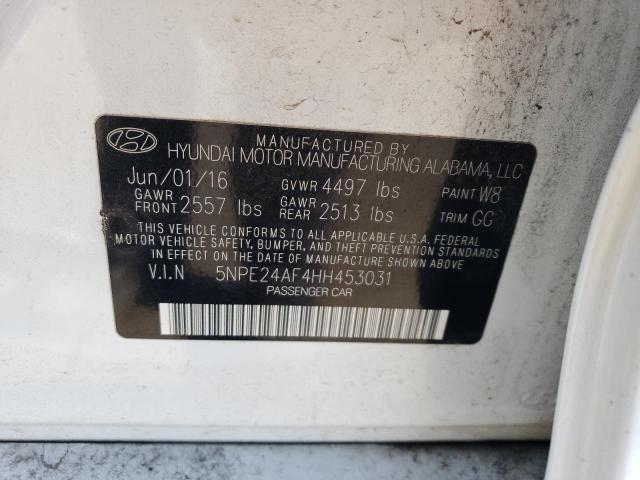 MANUFACTURED BY
HYUNDAI MOTOR MANUFACTURING ALABAMA, LLC
Jun/01/16 GVWR 4497 lbs PAINT W8
GAWR FRONT 2557 lbs GAWR REAR 2513 lbs TRIM GG
THIS VEHICLE CONFORMS TO ALL APPLICABLE U.S.A. FEDERAL
MOTOR VEHICLE SAFETY, BUMPER, AND THEFT PREVENTION STANDARDS
IN EFFECT ON THE DATE OF MANUFACTURE SHOWN ABOVE.
V.I.N 5NPE24AF4HH453031
PASSENGER CAR